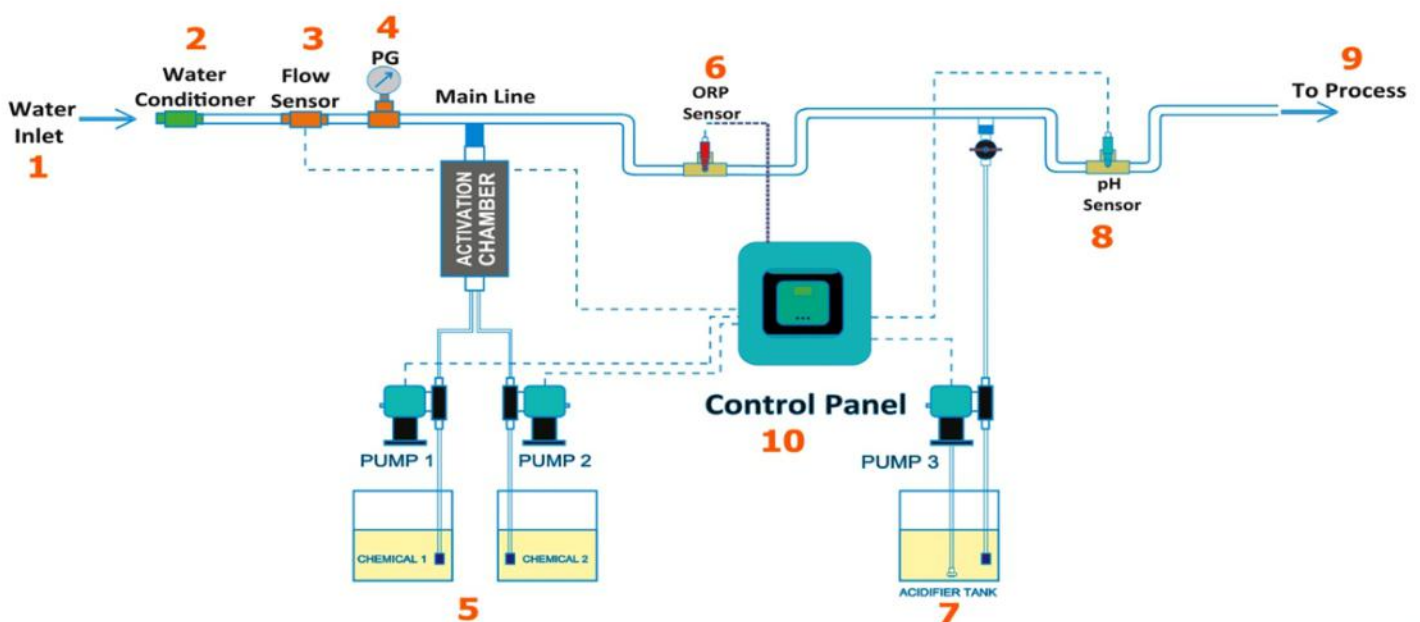 1
Water
Inlet
2
Water
Conditioner
3
Flow
Sensor
4
PG
Main Line
ACTIVATION
CHAMBER
6
ORP
Sensor
9
To Process
pH
Sensor
8
Control Panel
10
PUMP 1
PUMP 2
PUMP 3
CHEMICAL 1
CHEMICAL 2
5
ACIDIFIER TANK
7